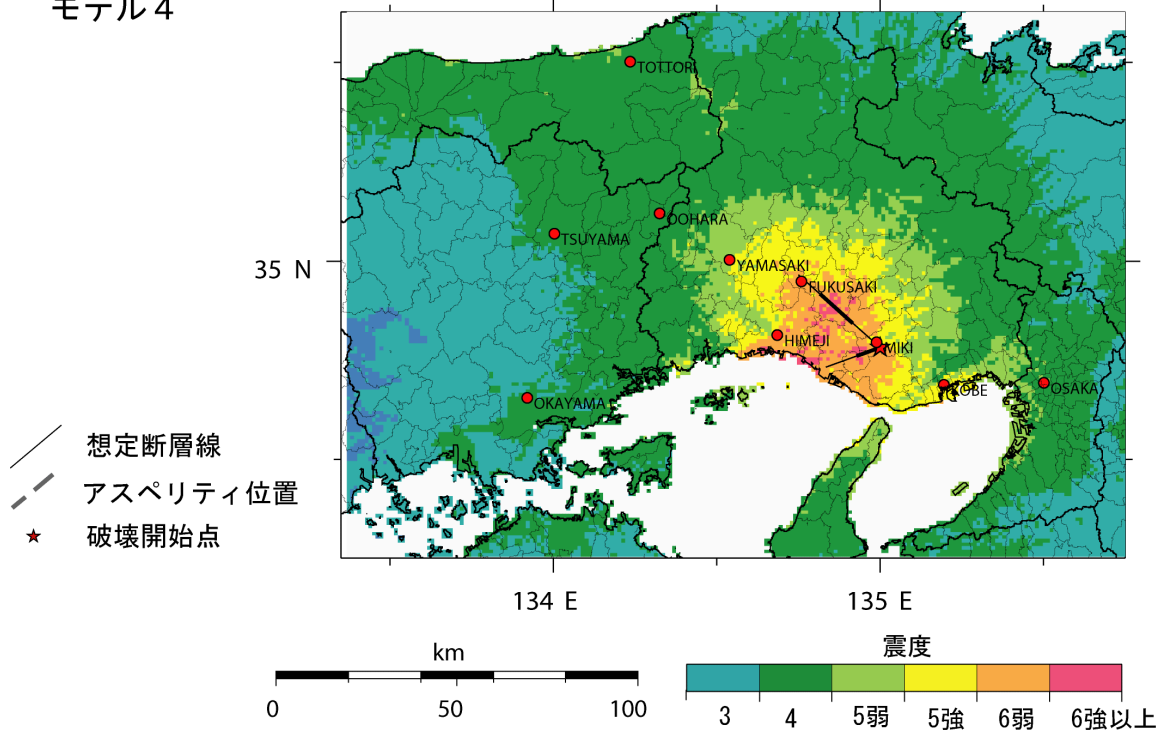 モデル４
TOTTORI
OOHARA
TSUYAMA
35 N
YAMASAKI
FUKUSAKI
HIMEJI
MIKI
KOBE
OSAKA
OKAYAMA
想定断層線
アスペリティ位置
破壊開始点
134 E
135 E
km
0 50 100
震度
3 4 5弱 5強 6弱 6強以上